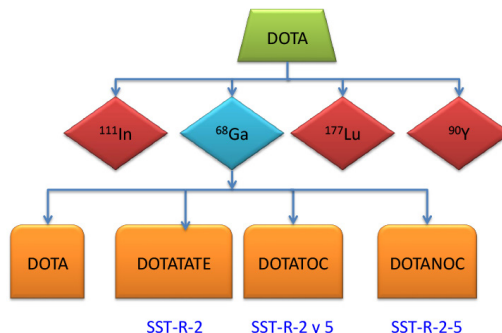 DOTA
¹¹¹In ⁶⁸Ga ¹⁷⁷Lu ⁹⁰Y
DOTA DOTATATE DOTATOC DOTANOC
SST-R-2 SST-R-2 y 5 SST-R-2-5